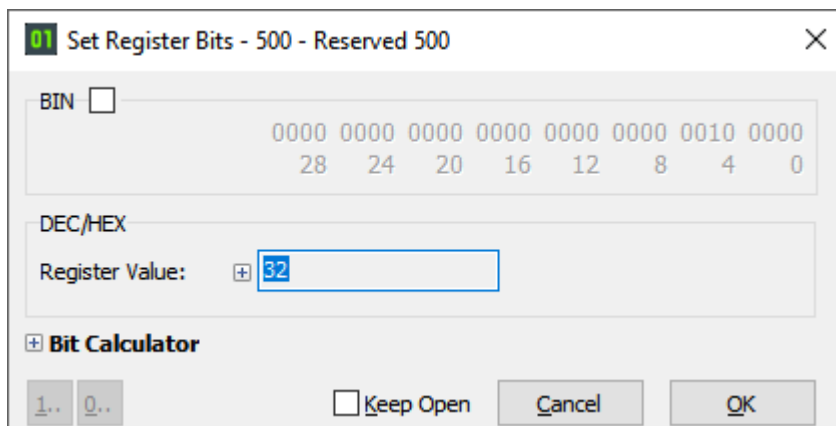 01 Set Register Bits - 500 - Reserved 500
BIN
0000 0000 0000 0000 0000 0000 0010 0000
28 24 20 16 12 8 4 0
DEC/HEX
Register Value: 32
Bit Calculator
1.. 0.. Keep Open Cancel OK